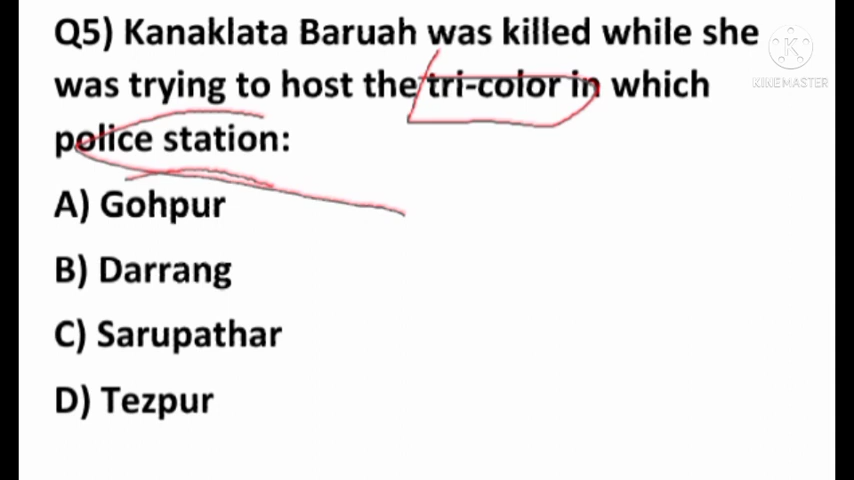 Q5) Kanaklata Baruah was killed while she
was trying to host the tri-color in which
police station:
A) Gohpur
B) Darrang
C) Sarupathar
D) Tezpur
KINEMASTER